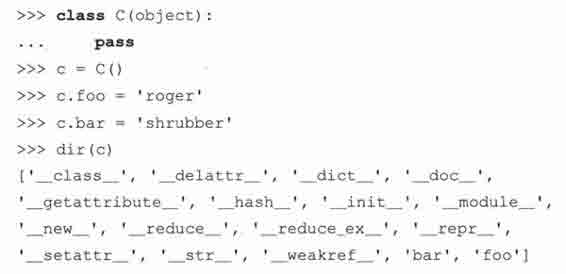 >>> class C(object):
...     pass
>>> c = C()
>>> c.foo = 'roger'
>>> c.bar = 'shrubber'
>>> dir(c)
['__class__', '__delattr__', '__dict__', '__doc__',
'__getattribute__', '__hash__', '__init__', '__module__',
'__new__', '__reduce__', '__reduce_ex__', '__repr__',
'__setattr__', '__str__', '__weakref__', 'bar', 'foo']